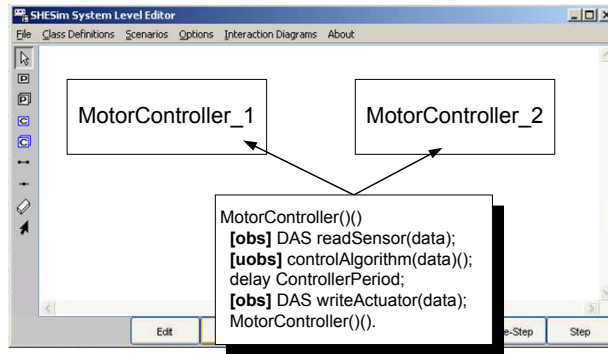 SHESim System Level Editor
File Class Definitions Scenarios Options Interaction Diagrams About
MotorController_1
MotorController_2
MotorController()()
[obs] DAS readSensor(data);
[uobs] controlAlgorithm(data)();
delay ControllerPeriod;
[obs] DAS writeActuator(data);
MotorController()().
Edit
e-Step
Step